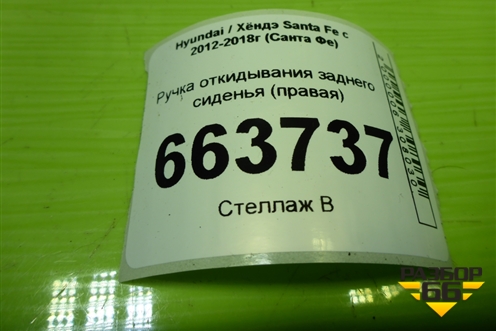 Hyundai / Хёндэ Santa Fe с
2012-2018г (Санта Фе)
Ручка откидывания заднего
сиденья (правая)
663737
Стеллаж В
РАЗБОР
66